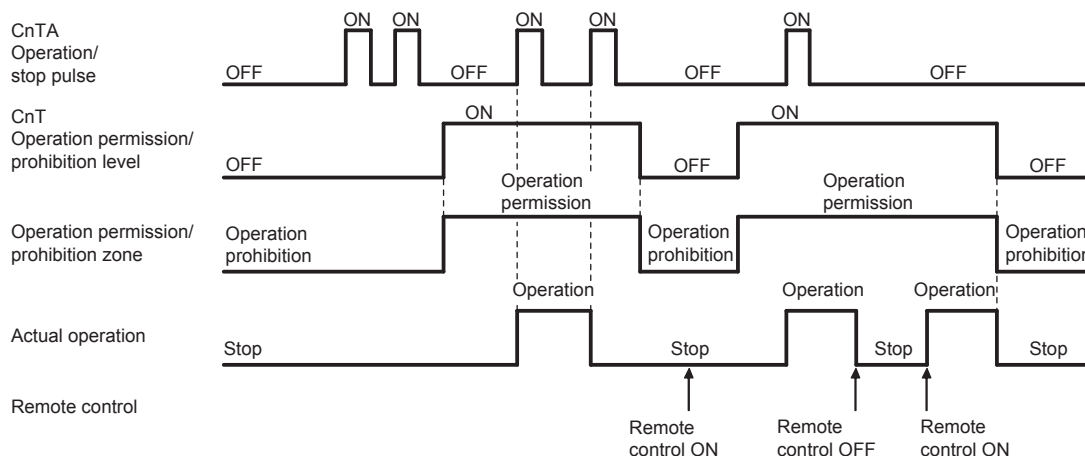 CnTA
Operation/
stop pulse
ON ON ON ON ON
OFF OFF OFF OFF
CnT
Operation permission/
prohibition level
ON ON
OFF OFF OFF
Operation permission/
prohibition zone
Operation
permission
Operation
permission
Operation
prohibition
Operation
prohibition
Operation
prohibition
Actual operation
Operation Operation Operation
Stop Stop Stop Stop
Remote control
Remote
control ON
Remote
control OFF
Remote
control ON